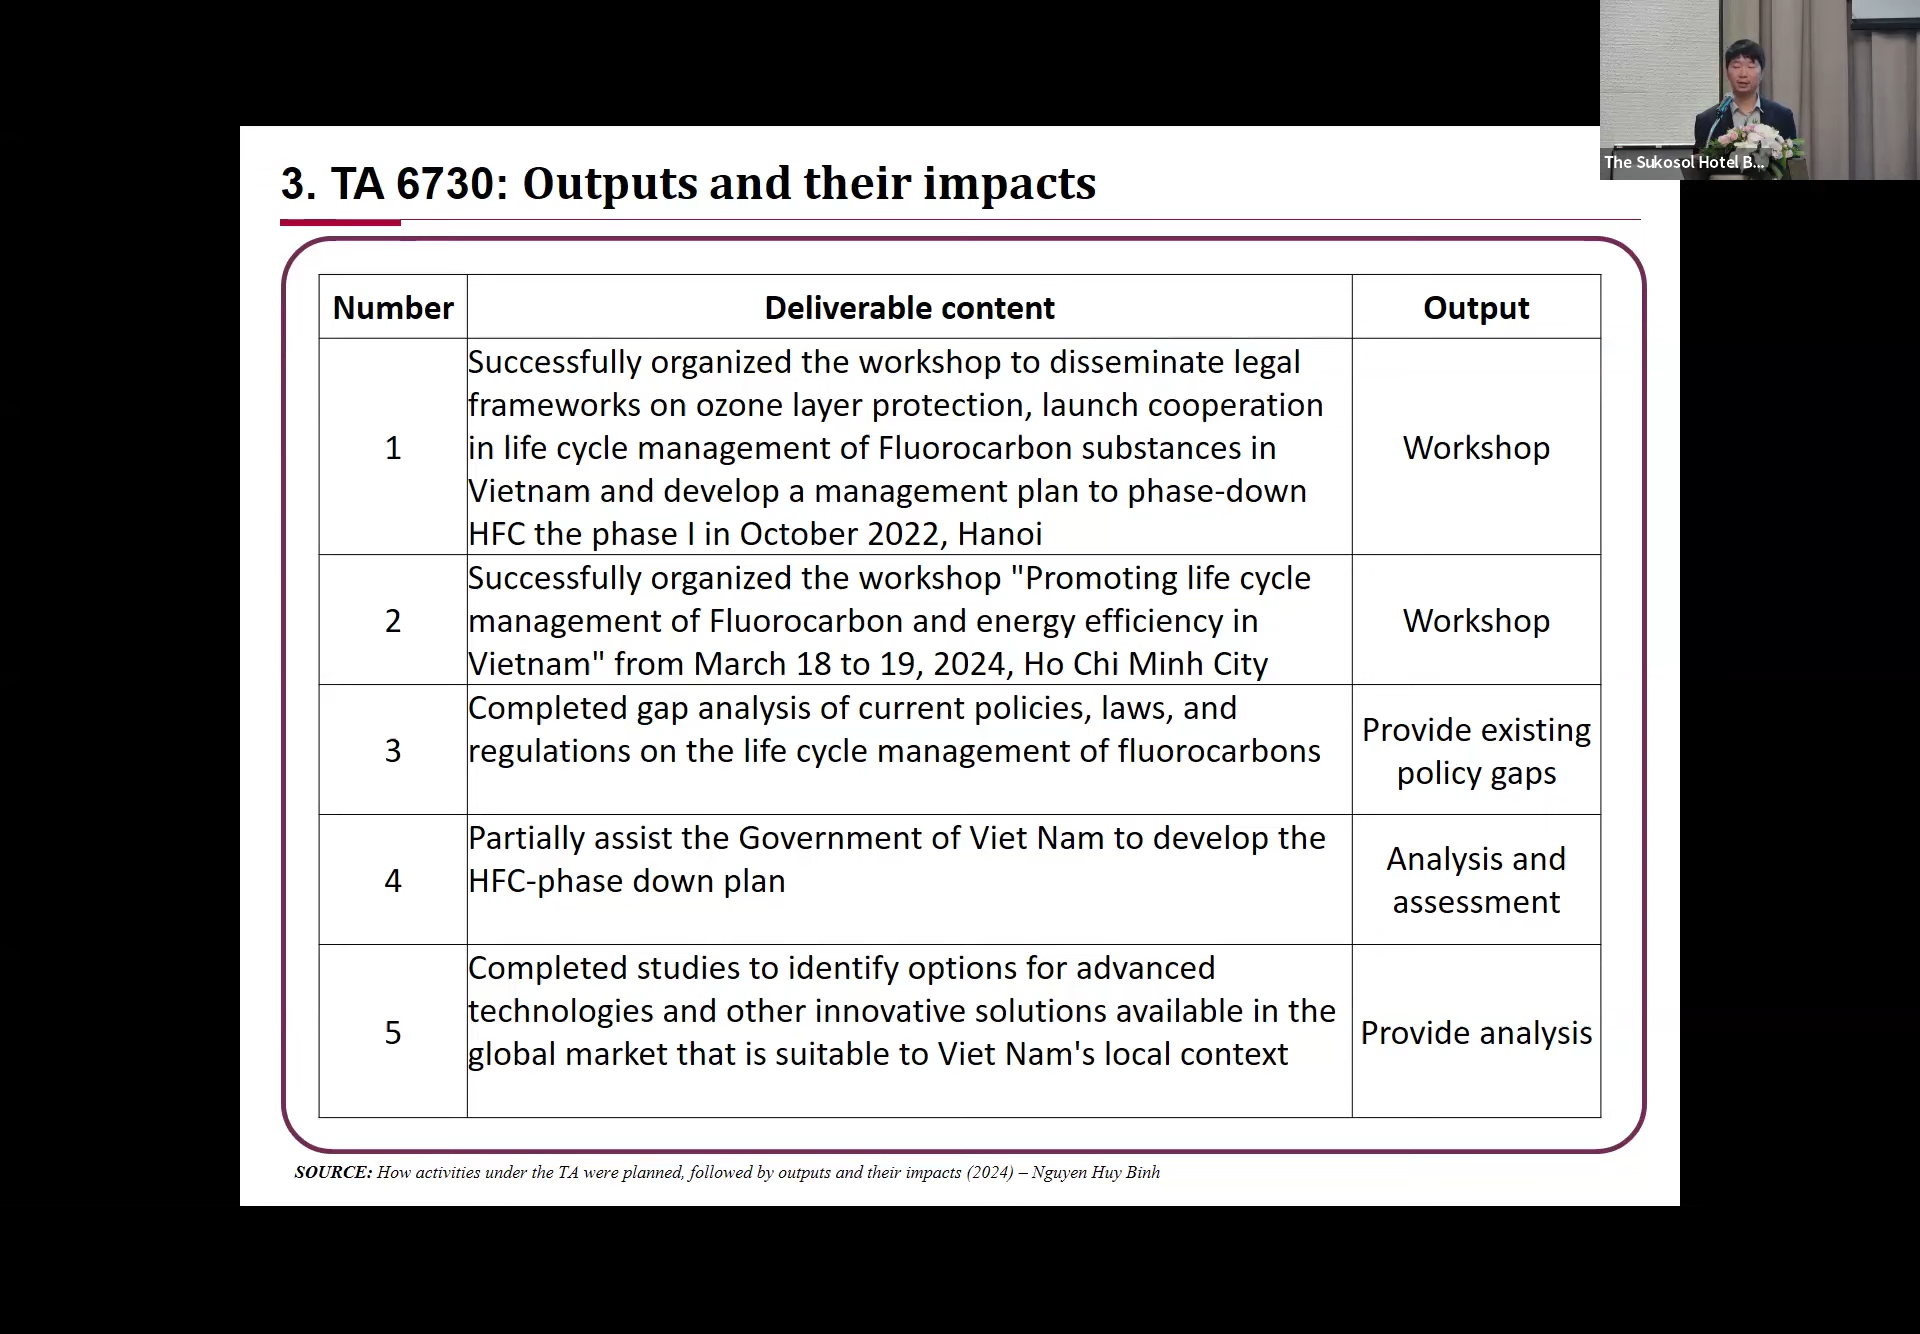 The Sukosol Hotel B...
3. TA 6730: Outputs and their impacts
Number
Deliverable content
Output
1
Successfully organized the workshop to disseminate legal
frameworks on ozone layer protection, launch cooperation
in life cycle management of Fluorocarbon substances in
Vietnam and develop a management plan to phase-down
HFC the phase I in October 2022, Hanoi
Workshop
2
Successfully organized the workshop "Promoting life cycle
management of Fluorocarbon and energy efficiency in
Vietnam" from March 18 to 19, 2024, Ho Chi Minh City
Workshop
3
Completed gap analysis of current policies, laws, and
regulations on the life cycle management of fluorocarbons
Provide existing
policy gaps
4
Partially assist the Government of Viet Nam to develop the
HFC-phase down plan
Analysis and
assessment
5
Completed studies to identify options for advanced
technologies and other innovative solutions available in the
global market that is suitable to Viet Nam's local context
Provide analysis
SOURCE: How activities under the TA were planned, followed by outputs and their impacts (2024) – Nguyen Huy Binh